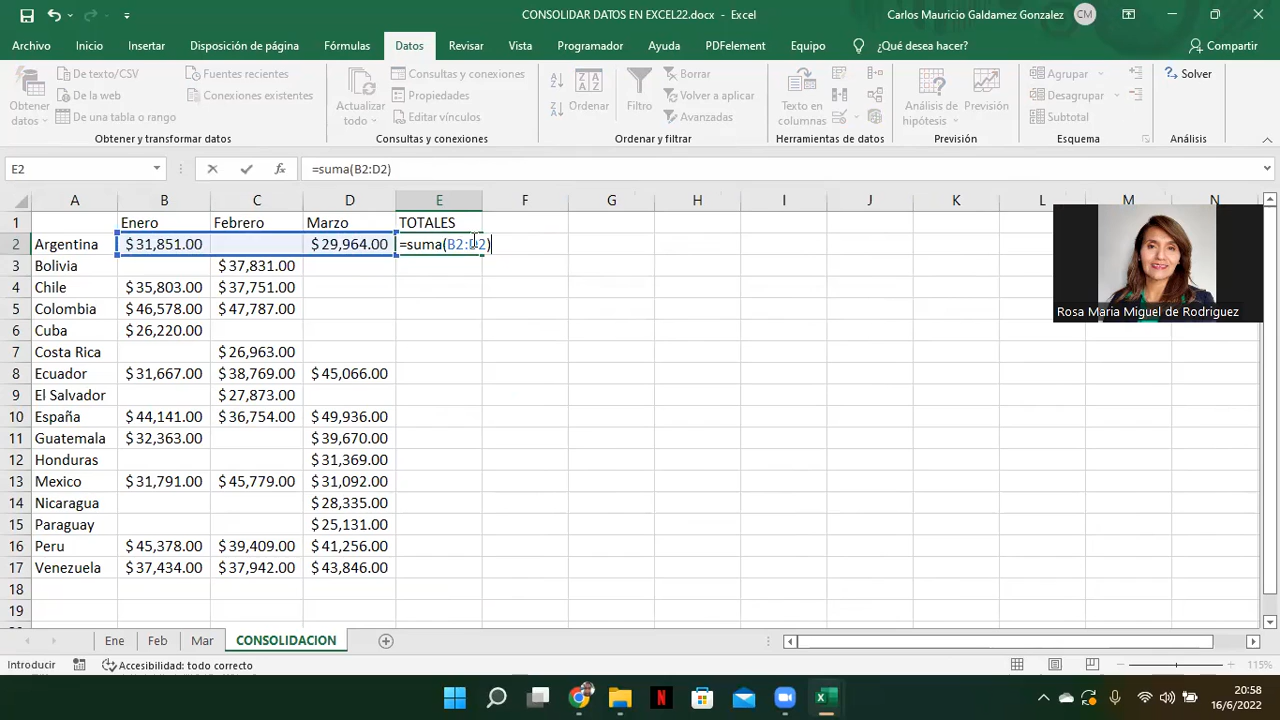 CONSOLIDAR DATOS EN EXCEL22.docx - Excel
Carlos Mauricio Galdamez Gonzalez CM
Archivo Inicio Insertar Disposición de página Fórmulas Datos Revisar Vista Programador Ayuda PDFelement Equipo ¿Qué desea hacer? Compartir
De texto/CSV Fuentes recientes Consultas y conexiones Borrar Agrupar Solver
De la web Conexiones existentes Propiedades Volver a aplicar Desagrupar
De una tabla o rango Editar vínculos Avanzadas Subtotal
Obtener datos Actualizar todo Ordenar Filtro Texto en columnas Análisis de hipótesis Previsión
Obtener y transformar datos Consultas y conexiones Ordenar y filtrar Herramientas de datos Previsión Esquema Análisis
E2 fx =suma(B2:D2)
A B C D E F G H I J K L M N
1 Enero Febrero Marzo TOTALES
2 Argentina $ 31,851.00 $ 29,964.00 =suma(B2:D2)
3 Bolivia $ 37,831.00
4 Chile $ 35,803.00 $ 37,751.00
5 Colombia $ 46,578.00 $ 47,787.00
6 Cuba $ 26,220.00
7 Costa Rica $ 26,963.00
8 Ecuador $ 31,667.00 $ 38,769.00 $ 45,066.00
9 El Salvador $ 27,873.00
10 España $ 44,141.00 $ 36,754.00 $ 49,936.00
11 Guatemala $ 32,363.00 $ 39,670.00
12 Honduras $ 31,369.00
13 Mexico $ 31,791.00 $ 45,779.00 $ 31,092.00
14 Nicaragua $ 28,335.00
15 Paraguay $ 25,131.00
16 Peru $ 45,378.00 $ 39,409.00 $ 41,256.00
17 Venezuela $ 37,434.00 $ 37,942.00 $ 43,846.00
18
19
Rosa Maria Miguel de Rodriguez
Ene Feb Mar CONSOLIDACION
Introducir Accesibilidad: todo correcto 115%
20:58
16/6/2022